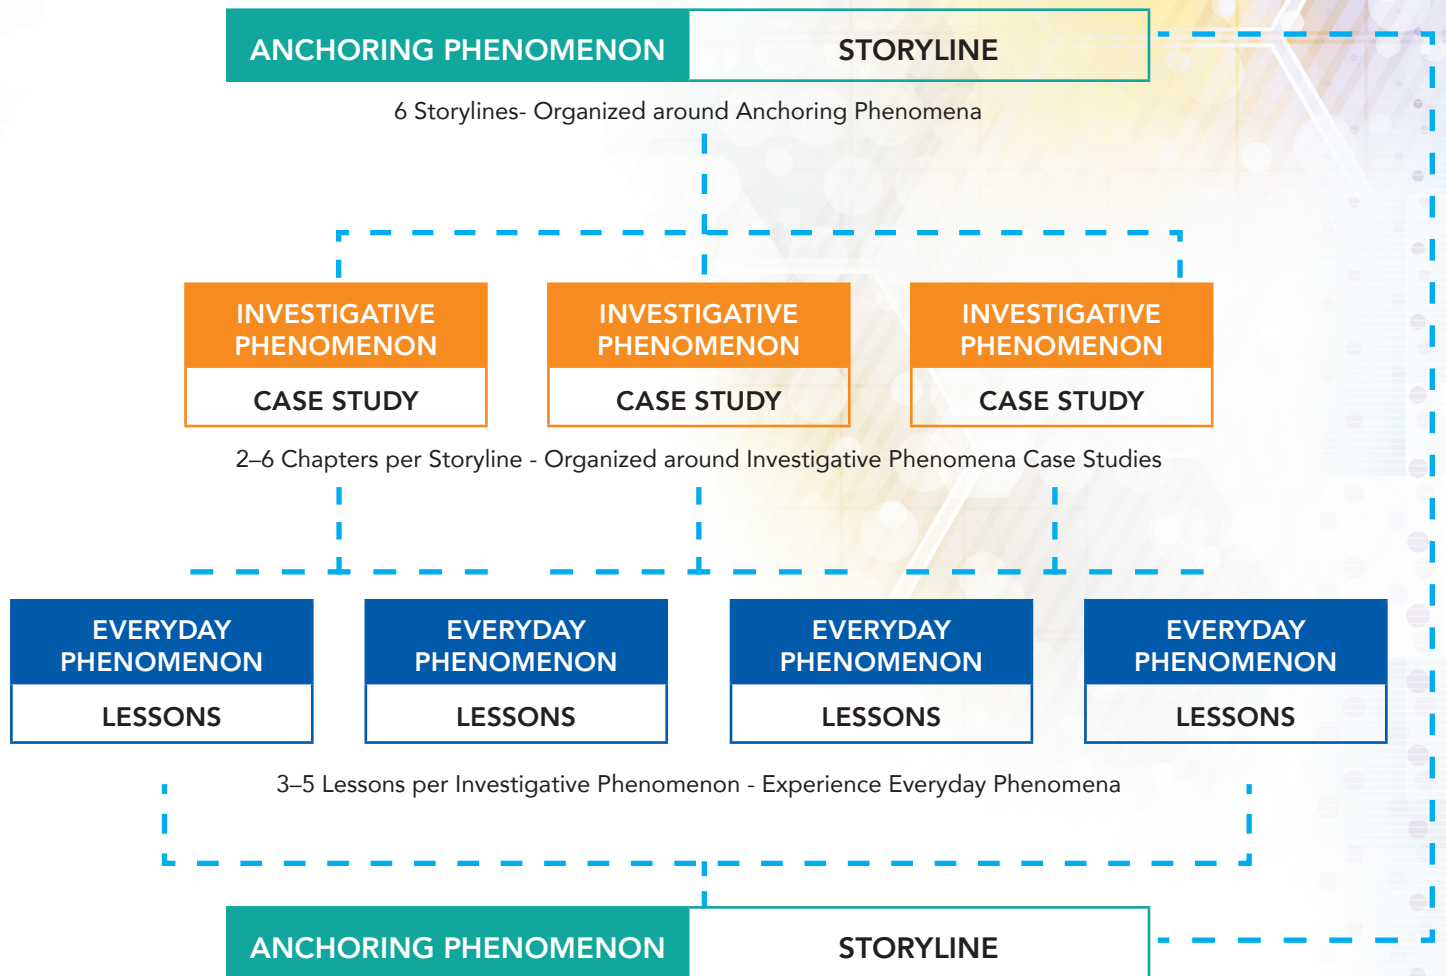 ANCHORING PHENOMENON STORYLINE
6 Storylines- Organized around Anchoring Phenomena
INVESTIGATIVE
PHENOMENON
CASE STUDY
INVESTIGATIVE
PHENOMENON
CASE STUDY
INVESTIGATIVE
PHENOMENON
CASE STUDY
2–6 Chapters per Storyline - Organized around Investigative Phenomena Case Studies
EVERYDAY
PHENOMENON
LESSONS
EVERYDAY
PHENOMENON
LESSONS
EVERYDAY
PHENOMENON
LESSONS
EVERYDAY
PHENOMENON
LESSONS
3–5 Lessons per Investigative Phenomenon - Experience Everyday Phenomena
ANCHORING PHENOMENON STORYLINE